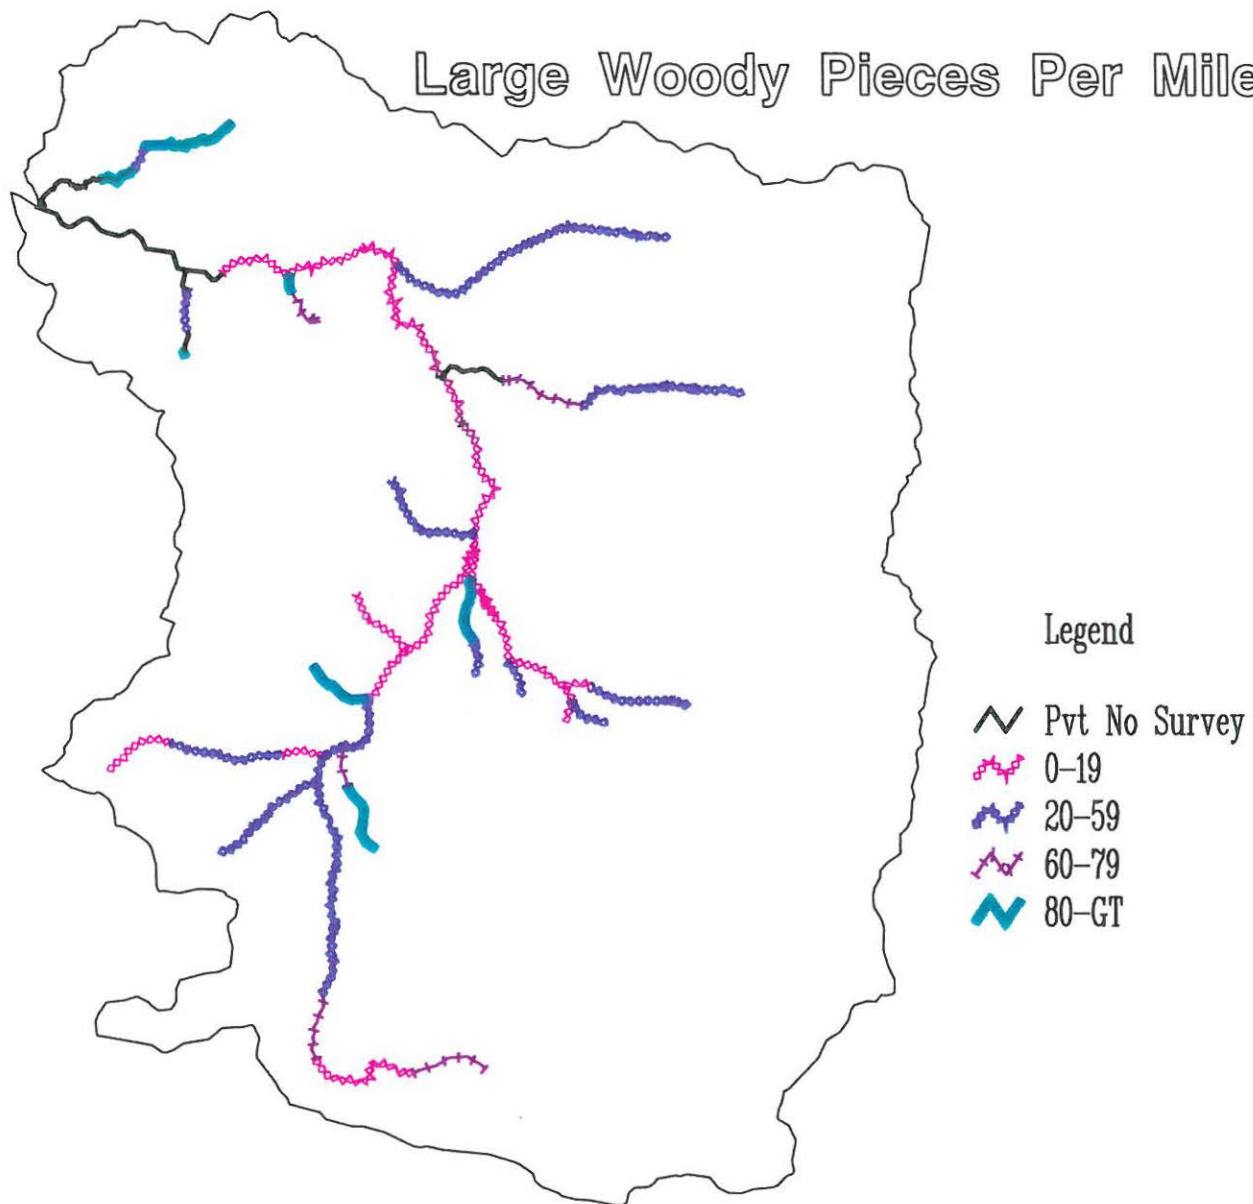 Large Woody Pieces Per Mile
Legend
Pvt No Survey
0-19
20-59
60-79
80-GT